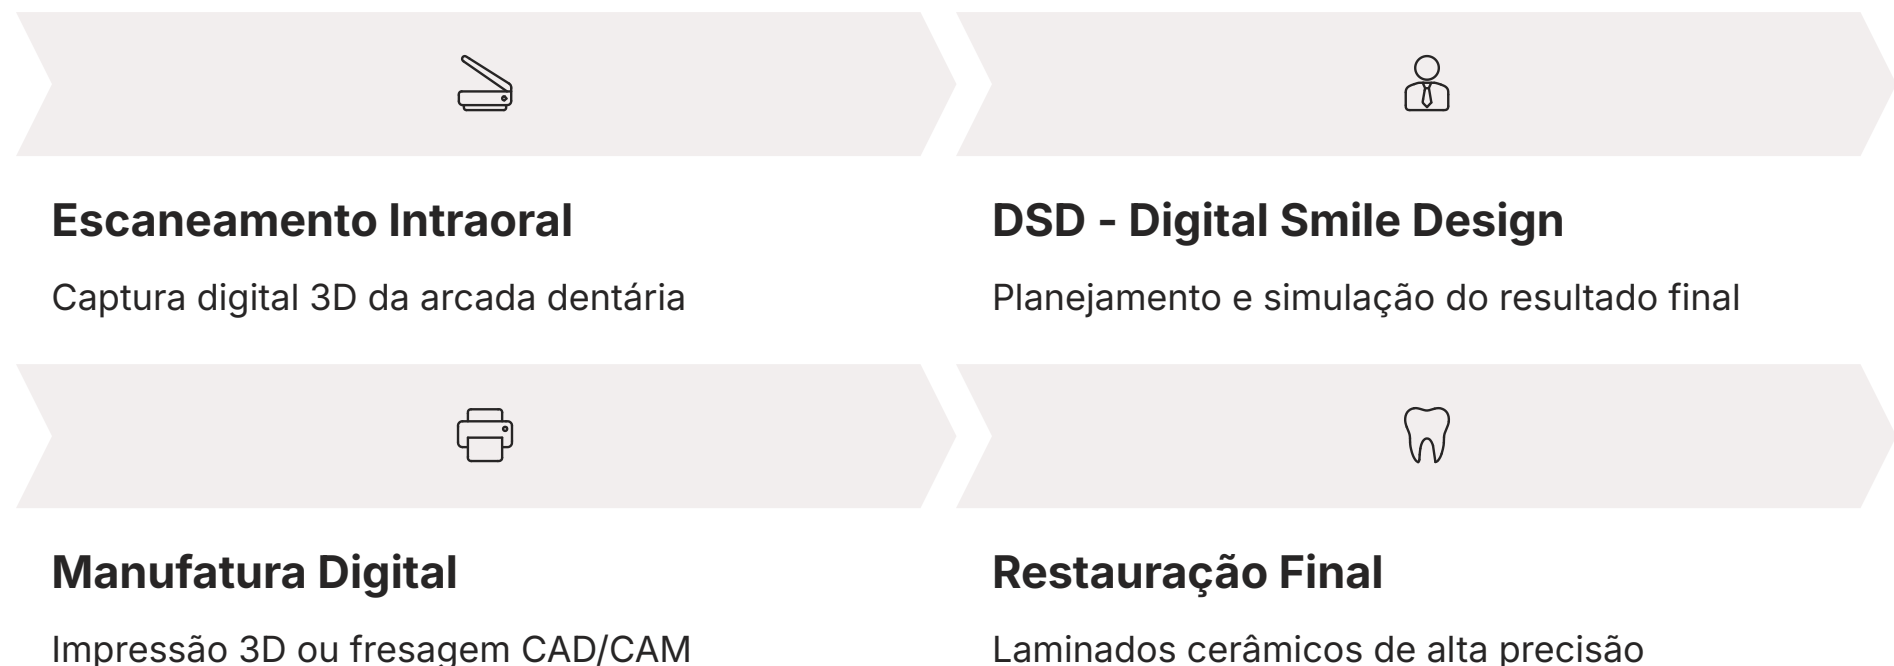 Escaneamento Intraoral
Captura digital 3D da arcada dentária
DSD - Digital Smile Design
Planejamento e simulação do resultado final
Manufatura Digital
Impressão 3D ou fresagem CAD/CAM
Restauração Final
Laminados cerâmicos de alta precisão